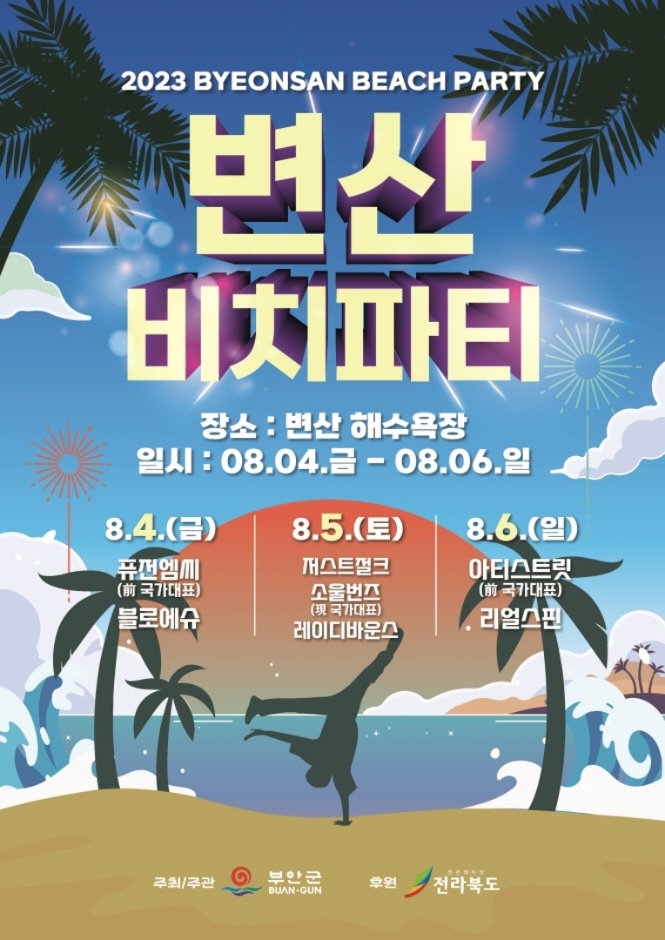 2023 BYEONSAN BEACH PARTY
변산
비치파티
장소 : 변산 해수욕장
일시 : 08.04.금 - 08.06.일
8.4.(금)
퓨전엠씨
(前 국가대표)
블로에슈
8.5.(토)
저스트절크
소울번즈
(現 국가대표)
레이디바운스
8.6.(일)
아티스트릿
(前 국가대표)
리얼스핀
주최/주관 부안군
BUAN-GUN
후원 전라북도